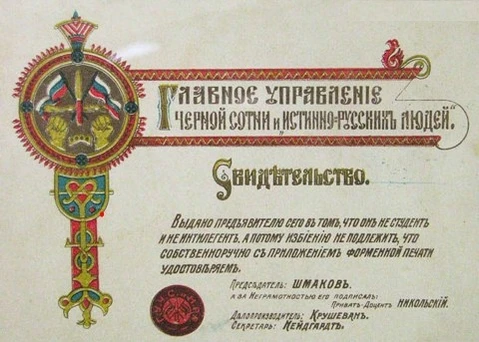 Главное управленіе
Черной сотни и „истинно-русскихъ людей“.
Свидѣтельство.
Выдано предъявителю сего въ томъ, что онъ не студентъ
и не интилегентъ, а потому избіенію не подлежитъ, что
собственноручно съ приложеніемъ форменной печати
удостовѣряемъ.
Предсѣдатель: Шмаковъ.
а за неграмотностью его подписалъ:
Приватъ-Доцентъ Никольскій.
Дѣлопроизводитель: Крушеванъ.
Секретарь: Нейдгардтъ.